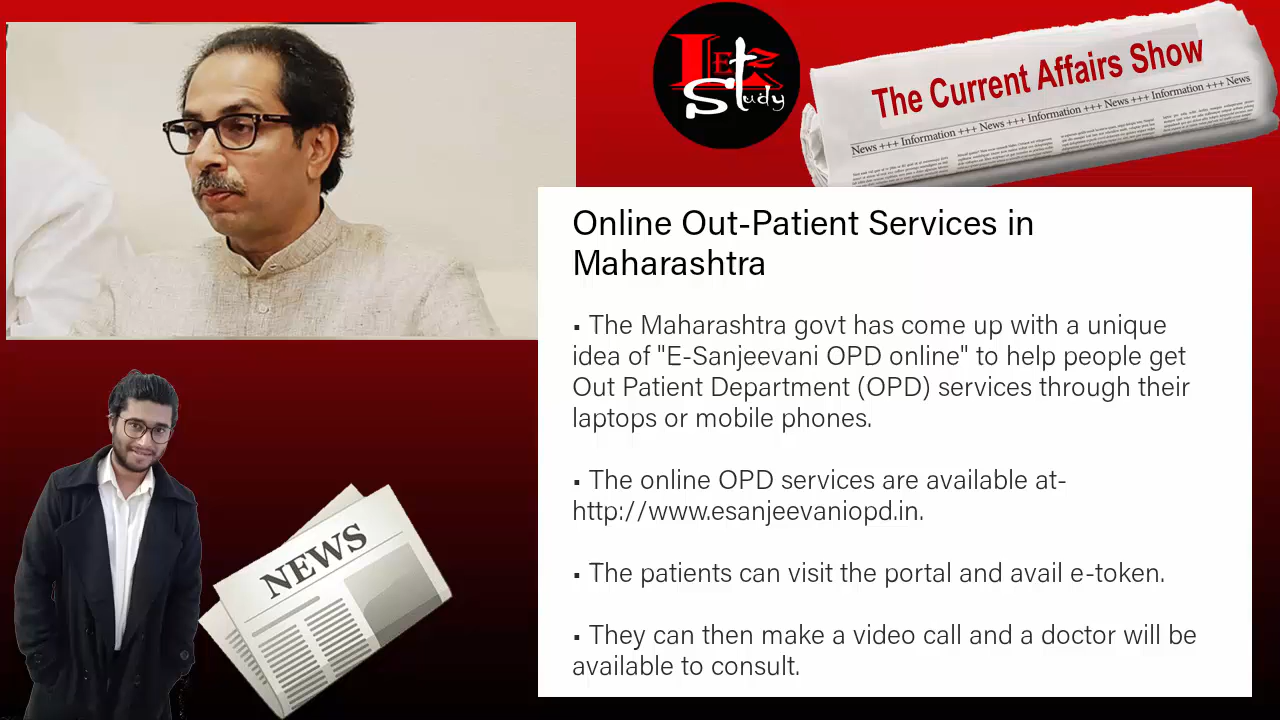 Let z
Study
The Current Affairs Show
News +++ Information +++ News +++ Information +++ News +++ Information +++ News
Online Out-Patient Services in
Maharashtra
▪ The Maharashtra govt has come up with a unique
idea of "E-Sanjeevani OPD online" to help people get
Out Patient Department (OPD) services through their
laptops or mobile phones.
▪ The online OPD services are available at-
http://www.esanjeevaniopd.in.
▪ The patients can visit the portal and avail e-token.
▪ They can then make a video call and a doctor will be
available to consult.
NEWS